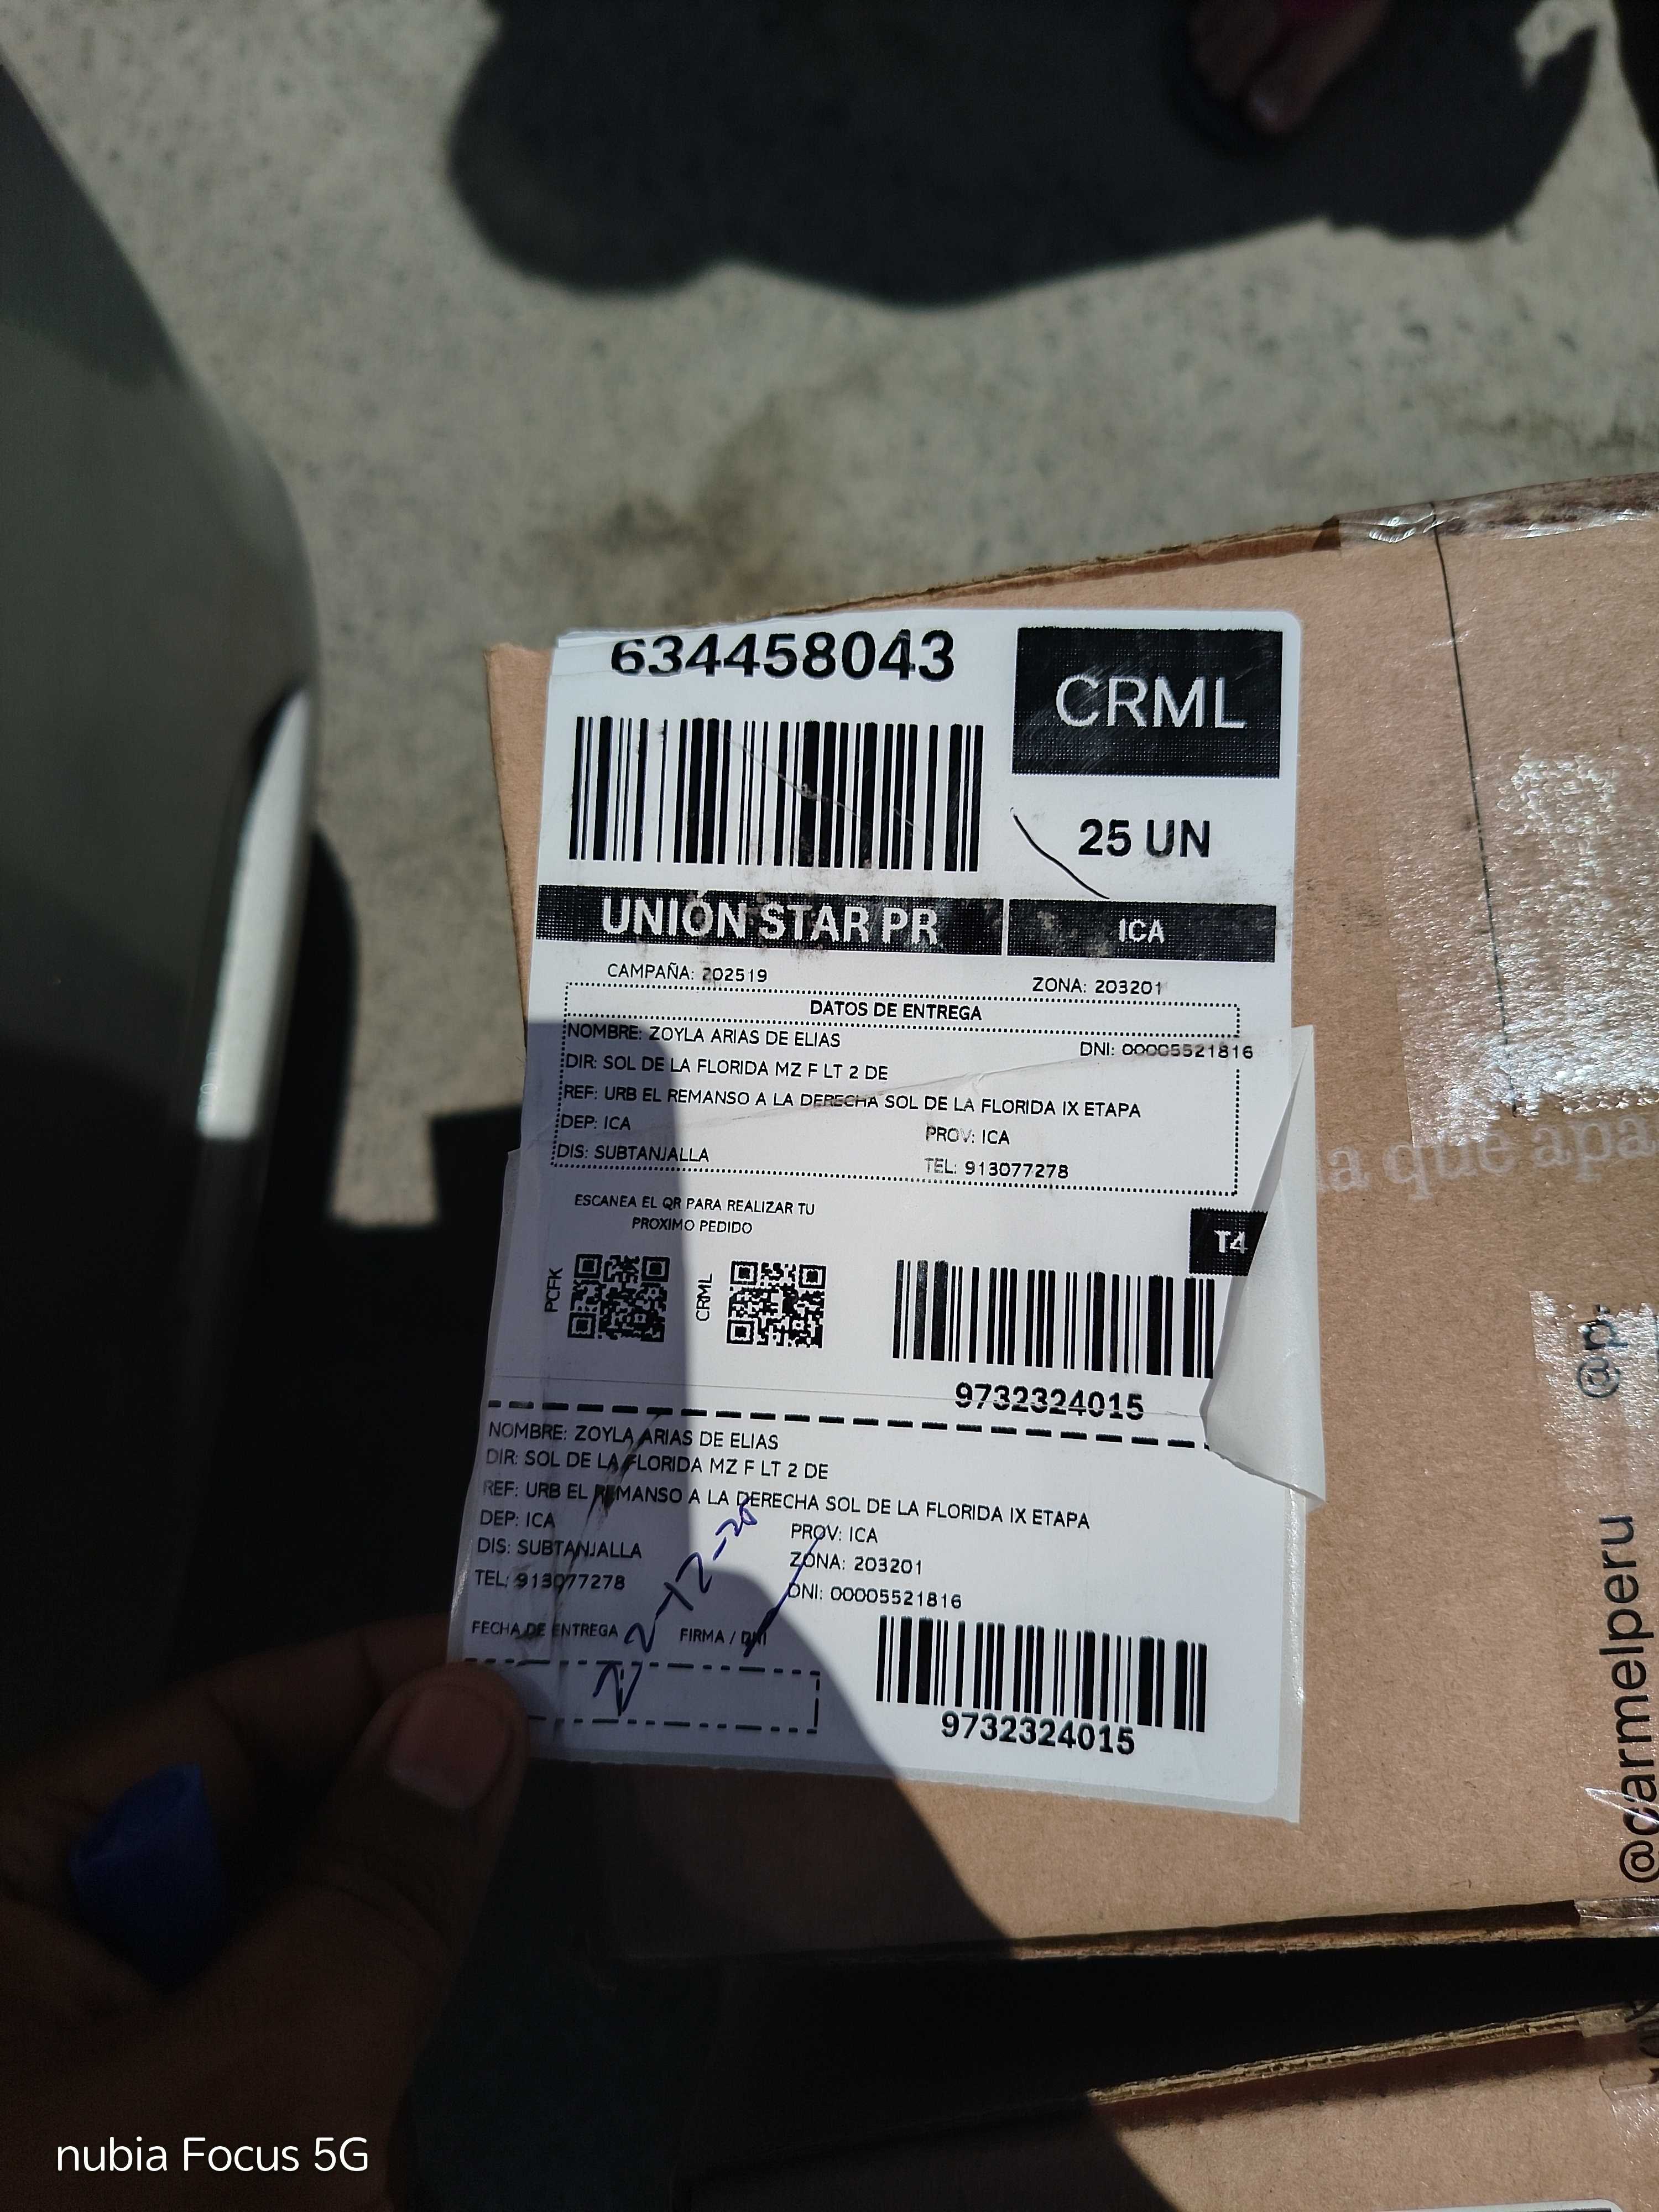 634458043
CRML
25 UN
UNIÓN STAR PR
ICA
CAMPAÑA: 202519
ZONA: 203201
DATOS DE ENTREGA
NOMBRE: ZOYLA ARIAS DE ELIAS
DNI: 00005521816
DIR: SOL DE LA FLORIDA MZ F LT 2 DE
REF: URB EL REMANSO A LA DERECHA SOL DE LA FLORIDA IX ETAPA
DEP: ICA
PROV: ICA
DIS: SUBTANJALLA
TEL: 913077278
ESCANEA EL QR PARA REALIZAR TU
PROXIMO PEDIDO
T4
PCFK
CRML
9732324015
NOMBRE: ZOYLA ARIAS DE ELIAS
DIR: SOL DE LA FLORIDA MZ F LT 2 DE
REF: URB EL REMANSO A LA DERECHA SOL DE LA FLORIDA IX ETAPA
DEP: ICA
PROV: ICA
DIS: SUBTANJALLA
ZONA: 203201
TEL: 913077278
DNI: 00005521816
FECHA DE ENTREGA
FIRMA / DNI
9732324015
la que apa
@p
@carmelperu
nubia Focus 5G